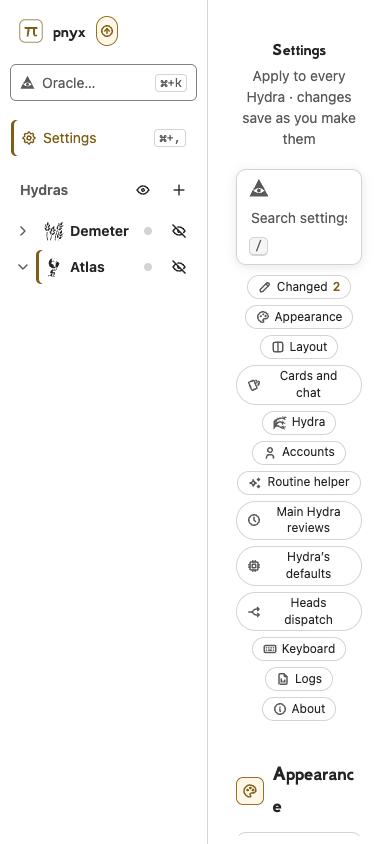 π pnyx
Oracle... ⌘+k
Settings ⌘+,
Hydras
Demeter
Atlas
Settings
Apply to every
Hydra · changes
save as you make
them
Search settings
/
Changed 2
Appearance
Layout
Cards and
chat
Hydra
Accounts
Routine helper
Main Hydra
reviews
Hydra's
defaults
Heads
dispatch
Keyboard
Logs
About
Appearanc
e